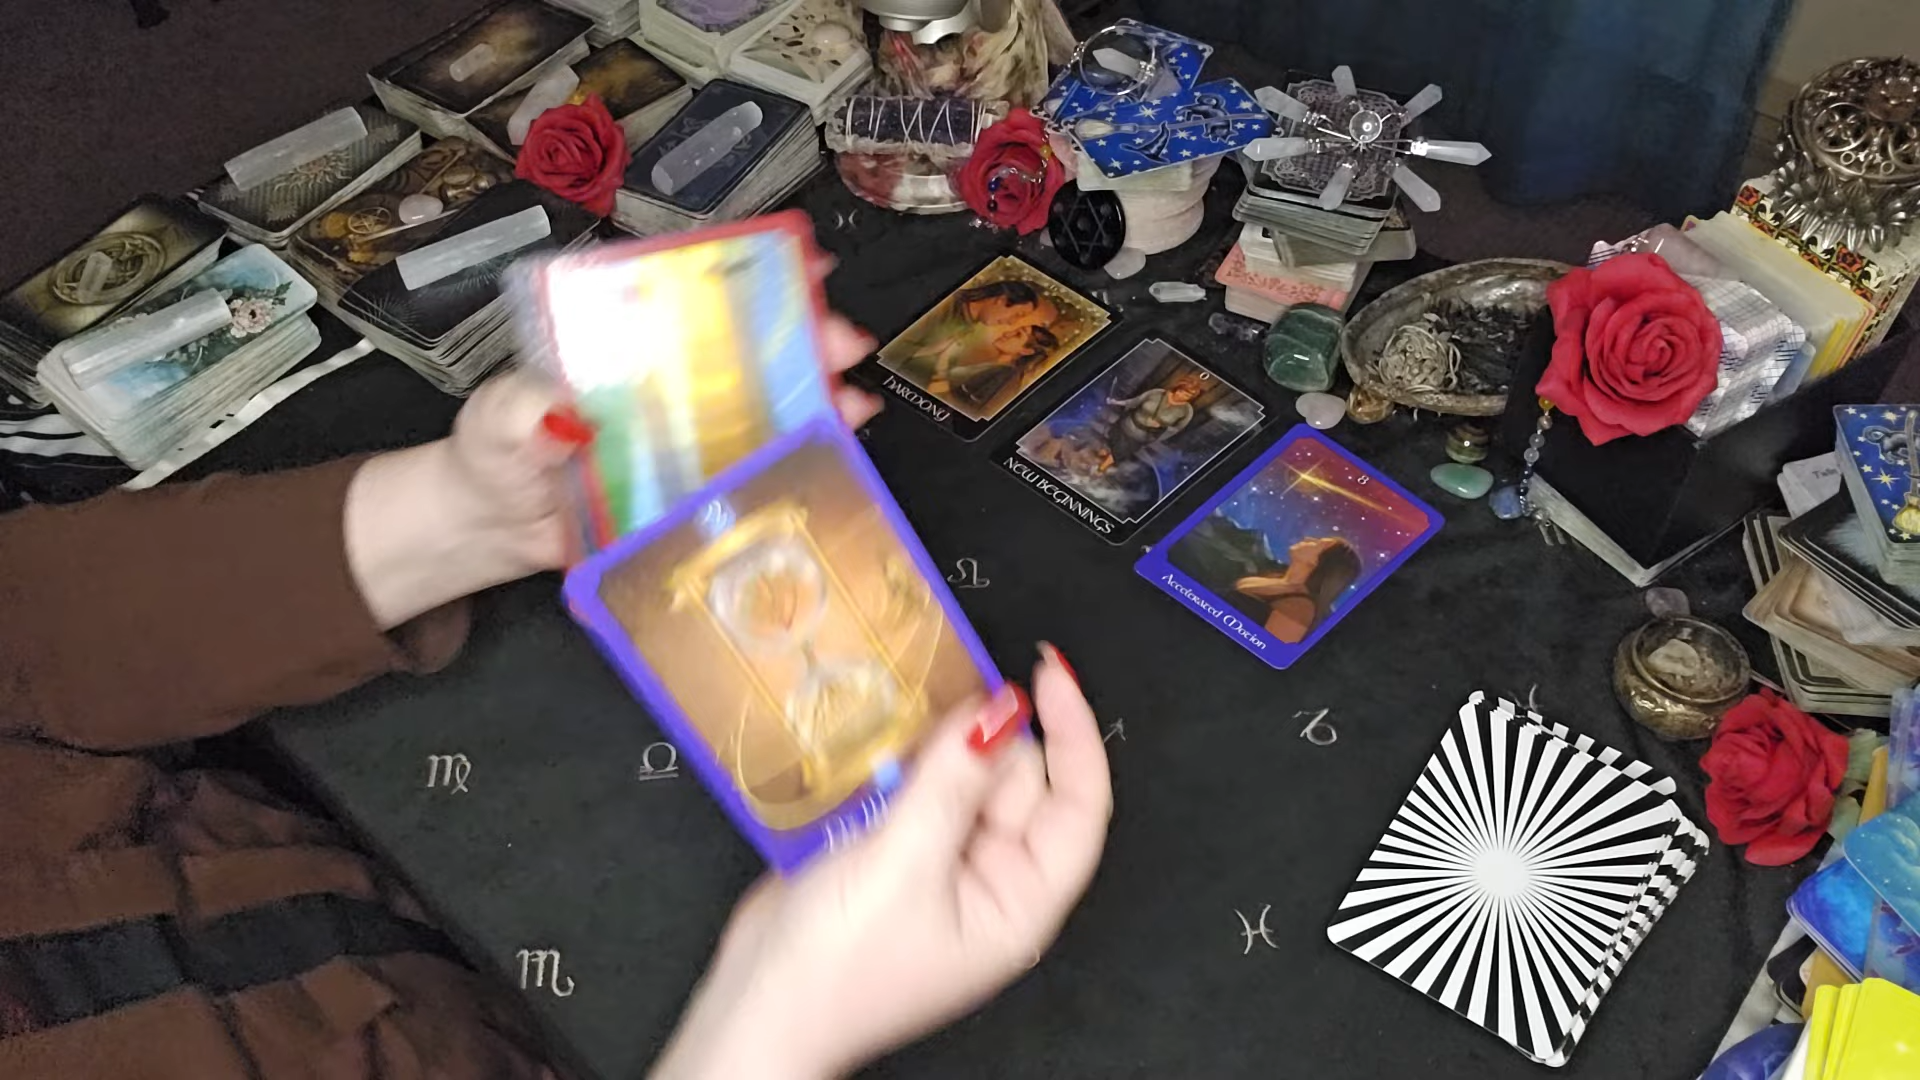 HARMONY
0
NEW BEGINNINGS
8
Accelerated Motion
♌
♍
♎
♑
♏
♓